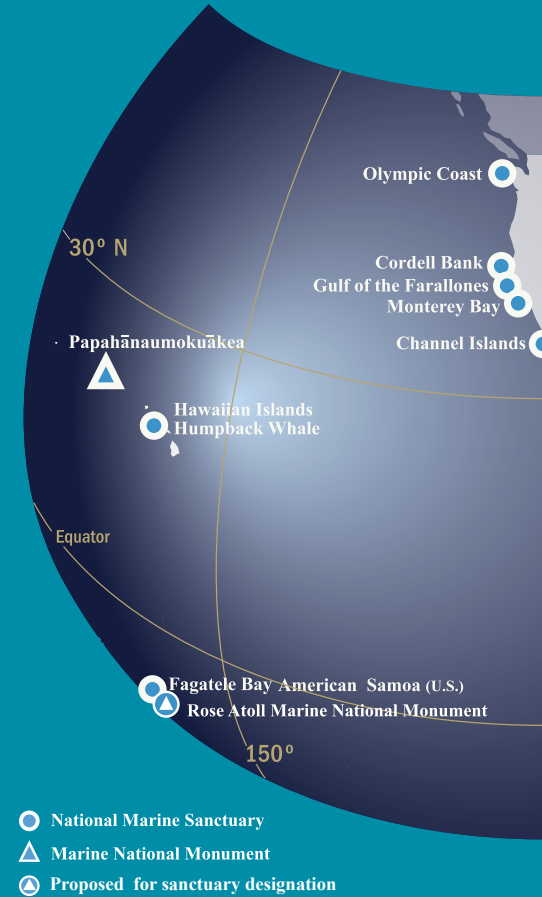 Olympic Coast
30º N
Cordell Bank
Gulf of the Farallones
Monterey Bay
Papahānaumokuākea
Channel Islands
Hawaiian Islands
Humpback Whale
Equator
Fagatele Bay American Samoa (U.S.)
Rose Atoll Marine National Monument
150º
National Marine Sanctuary
Marine National Monument
Proposed for sanctuary designation